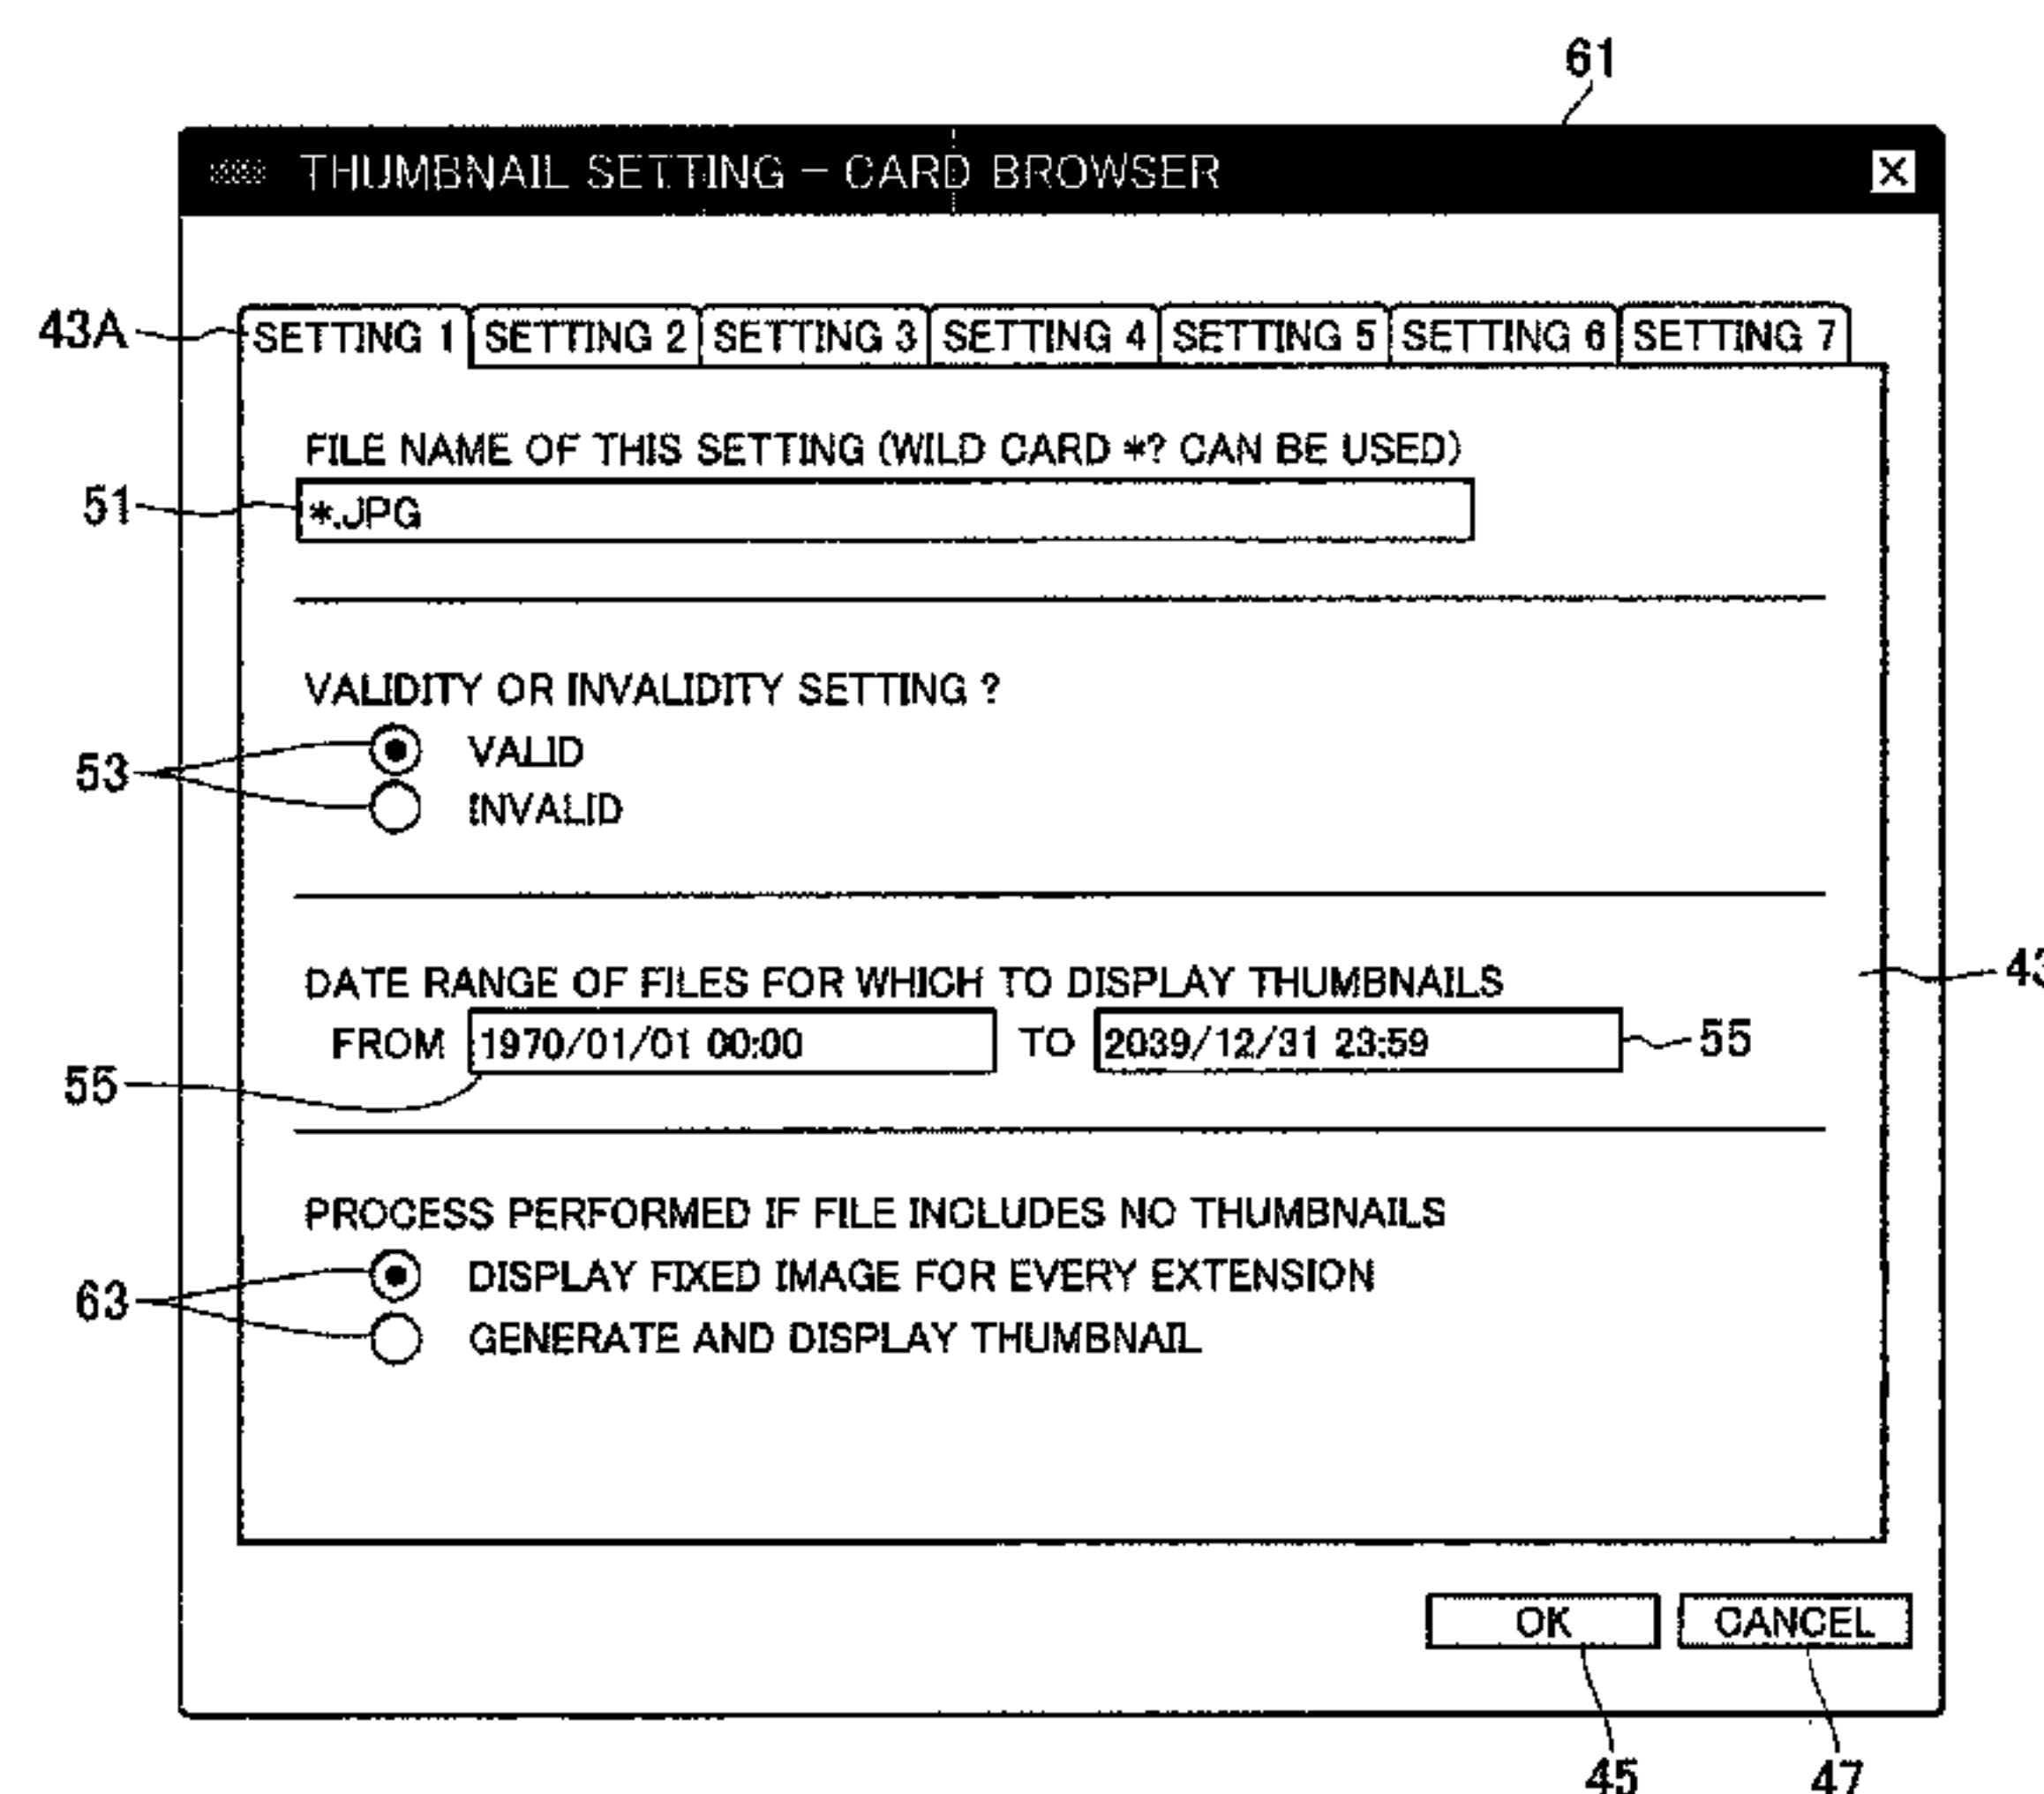 61
THUMBNAIL SETTING - CARD BROWSER X
43A SETTING 1 SETTING 2 SETTING 3 SETTING 4 SETTING 5 SETTING 6 SETTING 7
FILE NAME OF THIS SETTING (WILD CARD *? CAN BE USED)
51 *.JPG
VALIDITY OR INVALIDITY SETTING ?
VALID
53
INVALID
DATE RANGE OF FILES FOR WHICH TO DISPLAY THUMBNAILS
43
FROM 1970/01/01 00:00 TO 2039/12/31 23:59 55
55
PROCESS PERFORMED IF FILE INCLUDES NO THUMBNAILS
DISPLAY FIXED IMAGE FOR EVERY EXTENSION
63
GENERATE AND DISPLAY THUMBNAIL
OK CANCEL
45 47